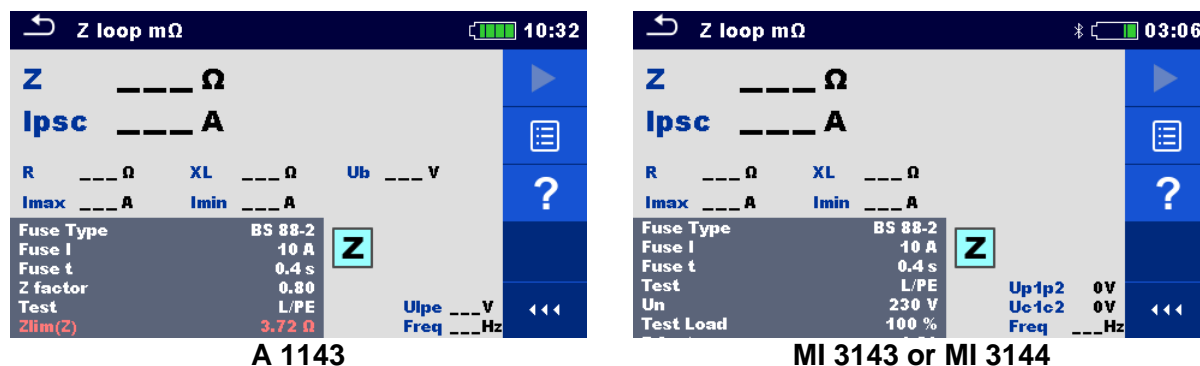 Z loop mΩ 10:32
Z ___ Ω
Ipsc ___ A
R ___ Ω XL ___ Ω Ub ___ V
Imax ___ A Imin ___ A
?
Fuse Type BS 88-2
Fuse I 10 A
Fuse t 0.4 s
Z factor 0.80
Test L/PE
Zlim(Z) 3.72 Ω
Z
Ulpe ___V
Freq ___Hz
A 1143
Z loop mΩ 03:06
Z ___ Ω
Ipsc ___ A
R ___ Ω XL ___ Ω
Imax ___ A Imin ___ A
?
Fuse Type BS 88-2
Fuse I 10 A
Fuse t 0.4 s
Test L/PE
Un 230 V
Test Load 100 %
Z
Up1p2 0V
Uc1c2 0V
Freq ___Hz
MI 3143 or MI 3144